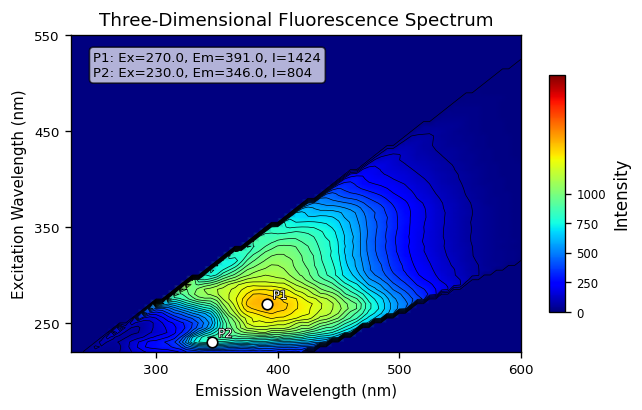 Three-Dimensional Fluorescence Spectrum
P1: Ex=270.0, Em=391.0, I=1424
P2: Ex=230.0, Em=346.0, I=804
550
450
350
250
Excitation Wavelength (nm)
P1
P2
300
400
500
600
Emission Wavelength (nm)
1000
750
500
250
0
Intensity